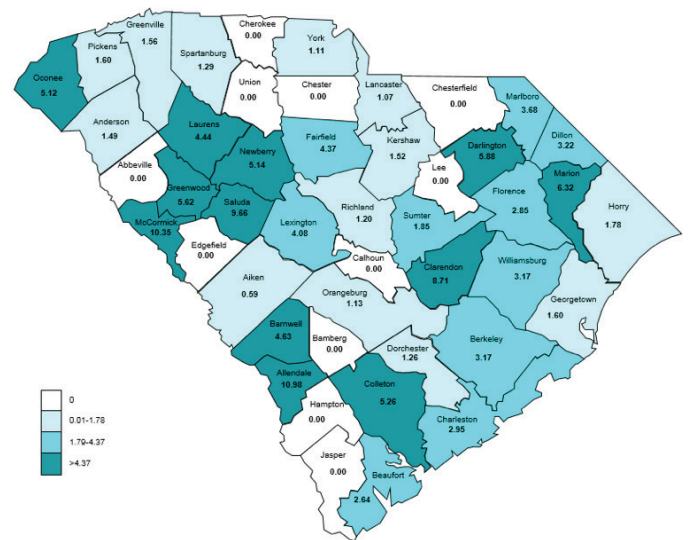 Cherokee
0.00
Greenville
1.56
York
1.11
Pickens
1.60
Spartanburg
1.29
Oconee
5.12
Union
0.00
Chester
0.00
Lancaster
1.07
Chesterfield
0.00
Marlboro
3.68
Anderson
1.49
Laurens
4.44
Fairfield
4.37
Kershaw
1.52
Darlington
5.88
Dillon
3.22
Abbeville
0.00
Newberry
5.14
Lee
0.00
Marion
6.32
Greenwood
5.62
Saluda
9.66
Richland
1.20
Florence
2.85
Horry
1.78
McCormick
10.35
Lexington
4.08
Sumter
1.85
Edgefield
0.00
Calhoun
0.00
Clarendon
8.71
Williamsburg
3.17
Aiken
0.59
Orangeburg
1.13
Georgetown
1.60
Barnwell
4.63
Bamberg
0.00
Dorchester
1.26
Berkeley
3.17
Allendale
10.98
Colleton
5.26
Hampton
0.00
Charleston
2.95
Jasper
0.00
Beaufort
2.64
0
0.01-1.78
1.79-4.37
>4.37